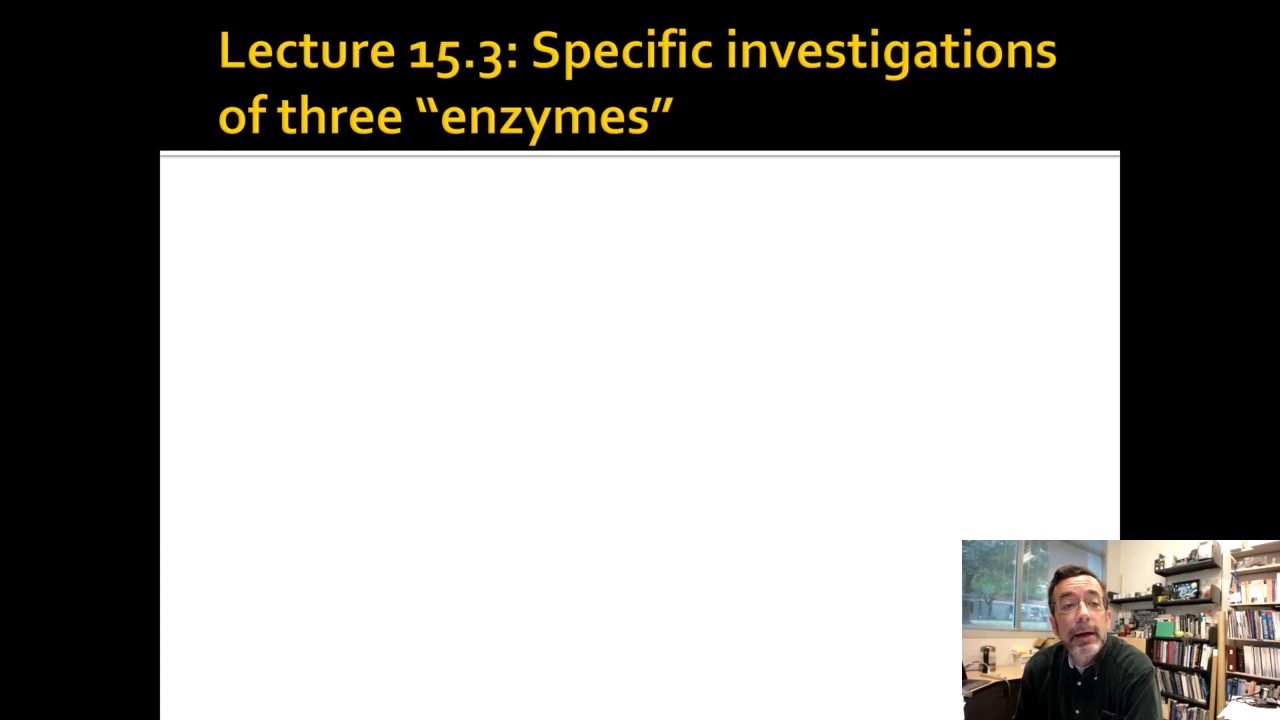 Lecture 15.3: Specific investigations
of three “enzymes”